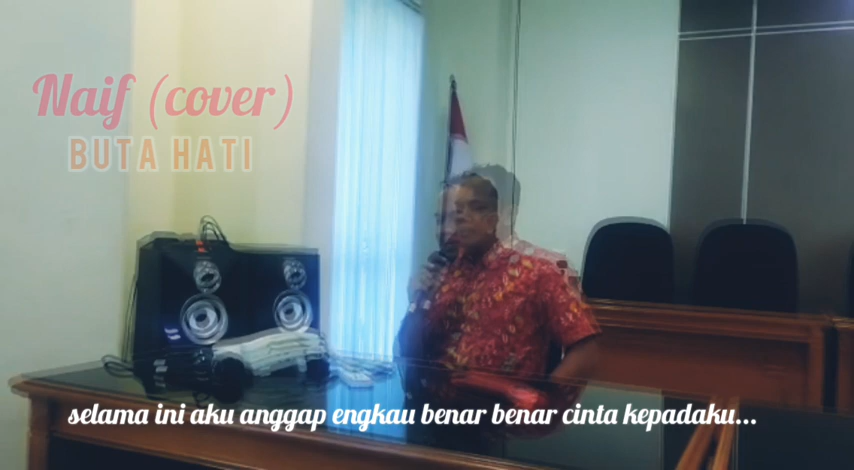 Naif (cover)
BUTA HATI
selama ini aku anggap engkau benar benar cinta kepadaku...